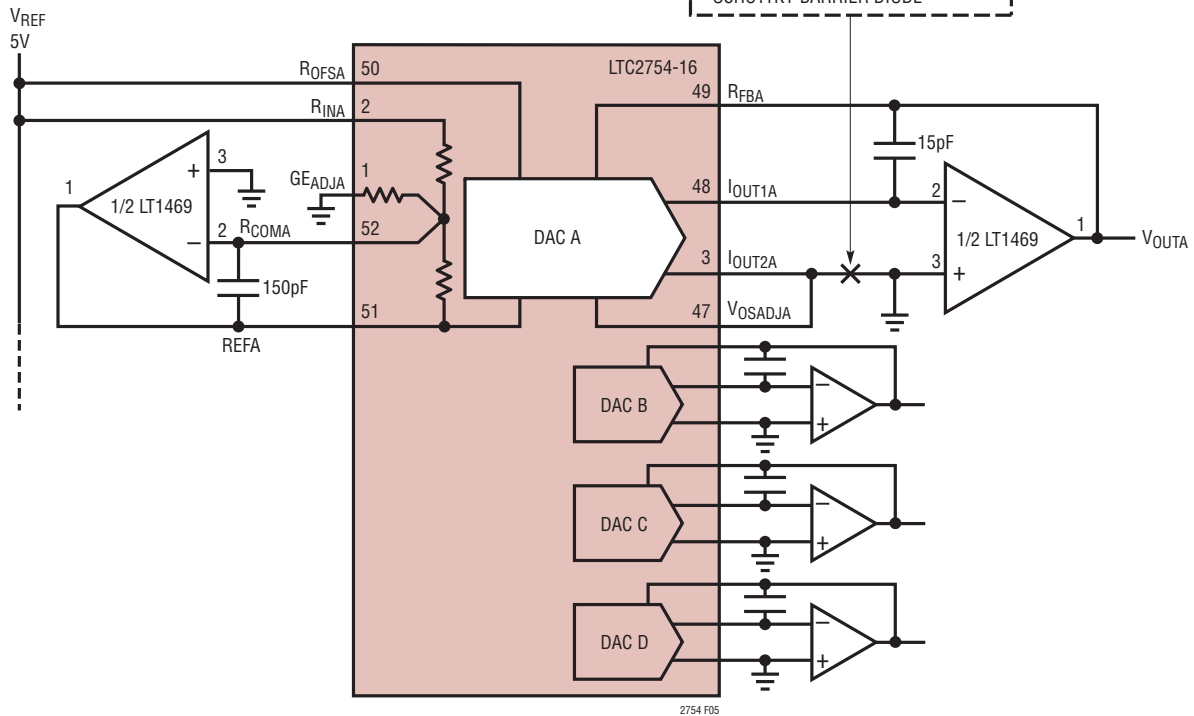 SCHOTTKY BARRIER DIODE
VREF
5V
ROFSA 50
LTC2754-16
49 RFBA
RINA 2
15pF
3
+
1
1/2 LT1469
GEADJA 1
48 IOUT1A
2
−
DAC A
1/2 LT1469
1
VOUTA
−
2 RCOMA 52
3 IOUT2A
3
+
150pF
51
47 VOSADJA
REFA
DAC B
−
+
DAC C
−
+
DAC D
−
+
2754 F05